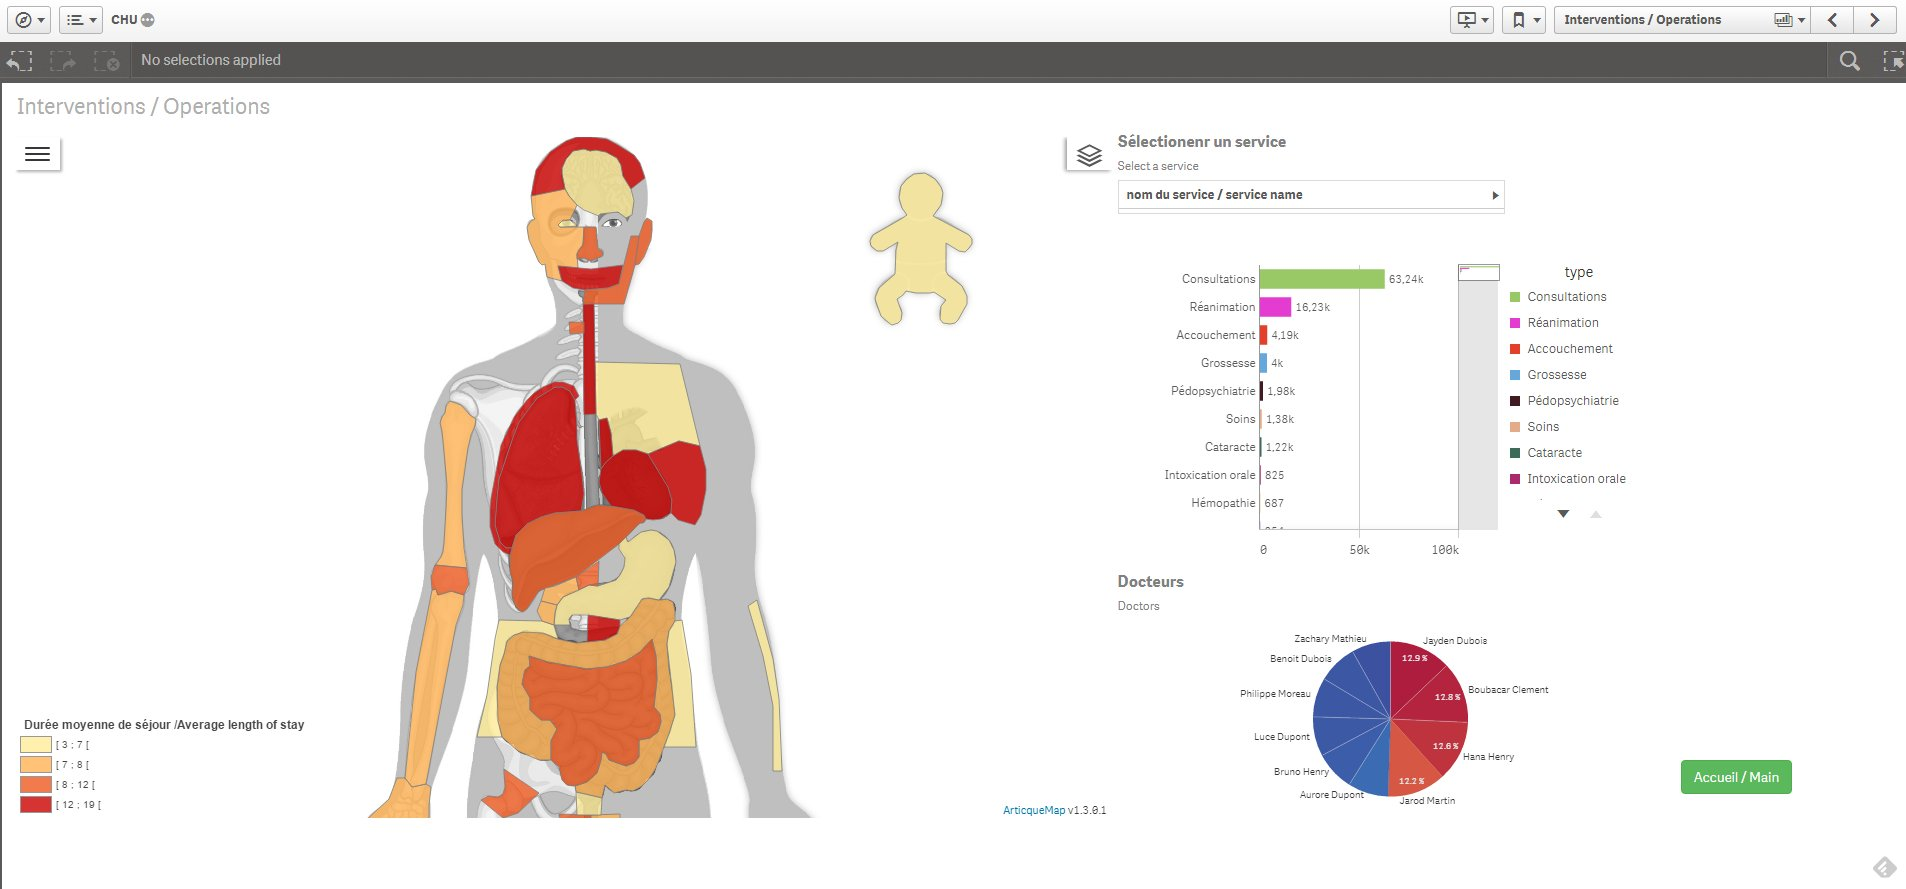 CHU
Interventions / Operations
No selections applied
Interventions / Operations
Sélectionenr un service
Select a service
nom du service / service name
Consultations 63,24k
Réanimation 16,23k
Accouchement 4,19k
Grossesse 4k
Pédopsychiatrie 1,98k
Soins 1,38k
Cataracte 1,22k
Intoxication orale 825
Hémopathie 687
0 50k 100k
type
Consultations
Réanimation
Accouchement
Grossesse
Pédopsychiatrie
Soins
Cataracte
Intoxication orale
Docteurs
Doctors
Zachary Mathieu
Jayden Dubois
12.9 %
Benoit Dubois
Boubacar Clement
12.8 %
Philippe Moreau
Luce Dupont
12.6 %
Hana Henry
Bruno Henry
12.2 %
Aurore Dupont
Jarod Martin
Durée moyenne de séjour /Average length of stay
[ 3 ; 7 [
[ 7 ; 8 [
[ 8 ; 12 [
[ 12 ; 19 [
ArticqueMap v1.3.0.1
Accueil / Main